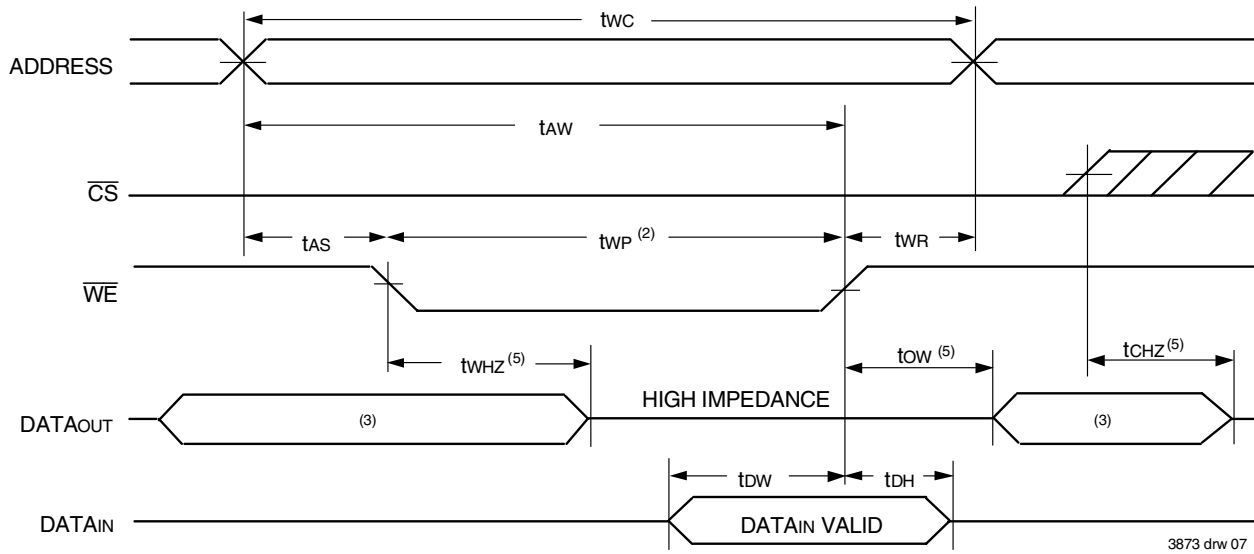 tWC
ADDRESS
tAW
CS
tAS
tWP (2)
tWR
WE
tWHZ (5)
tOW (5)
tCHZ (5)
HIGH IMPEDANCE
DATAOUT
(3)
(3)
tDW
tDH
DATAIN
DATAIN VALID
3873 drw 07